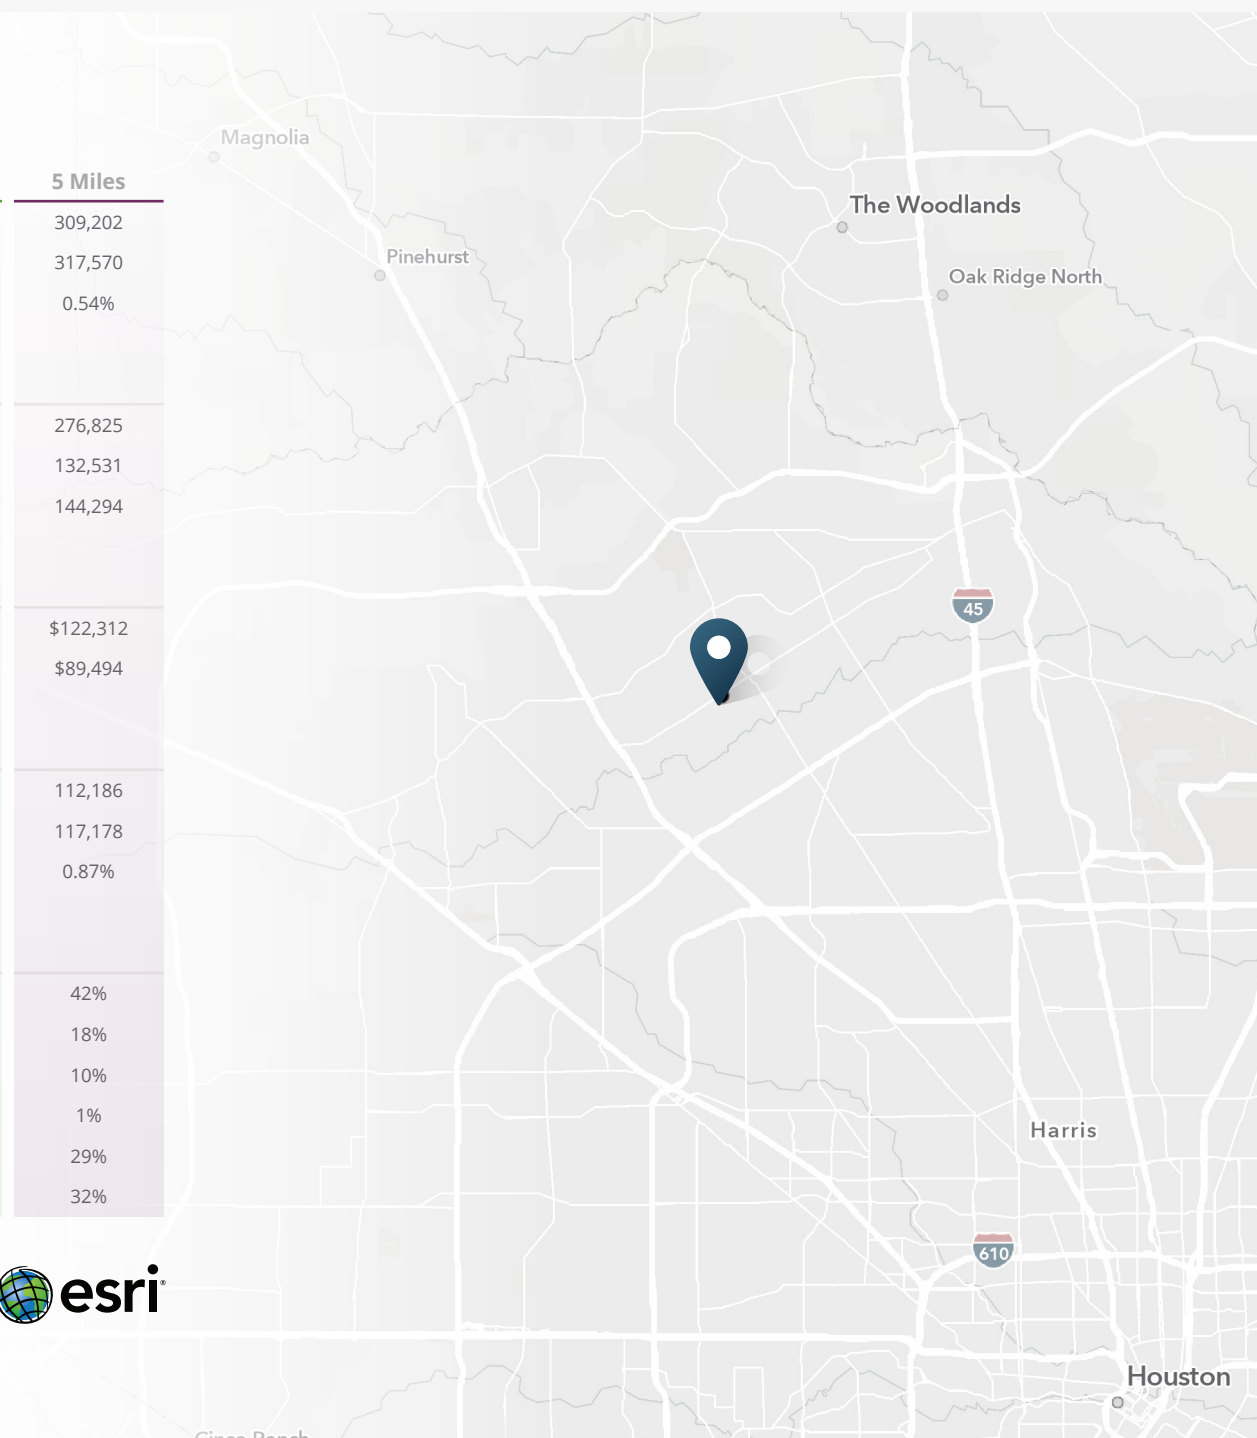 Magnolia
5 Miles
The Woodlands
309,202
317,570
Pinehurst
Oak Ridge North
0.54%
276,825
132,531
144,294
45
$122,312
$89,494
112,186
117,178
0.87%
42%
18%
10%
1%
Harris
29%
32%
610
esri®
Houston